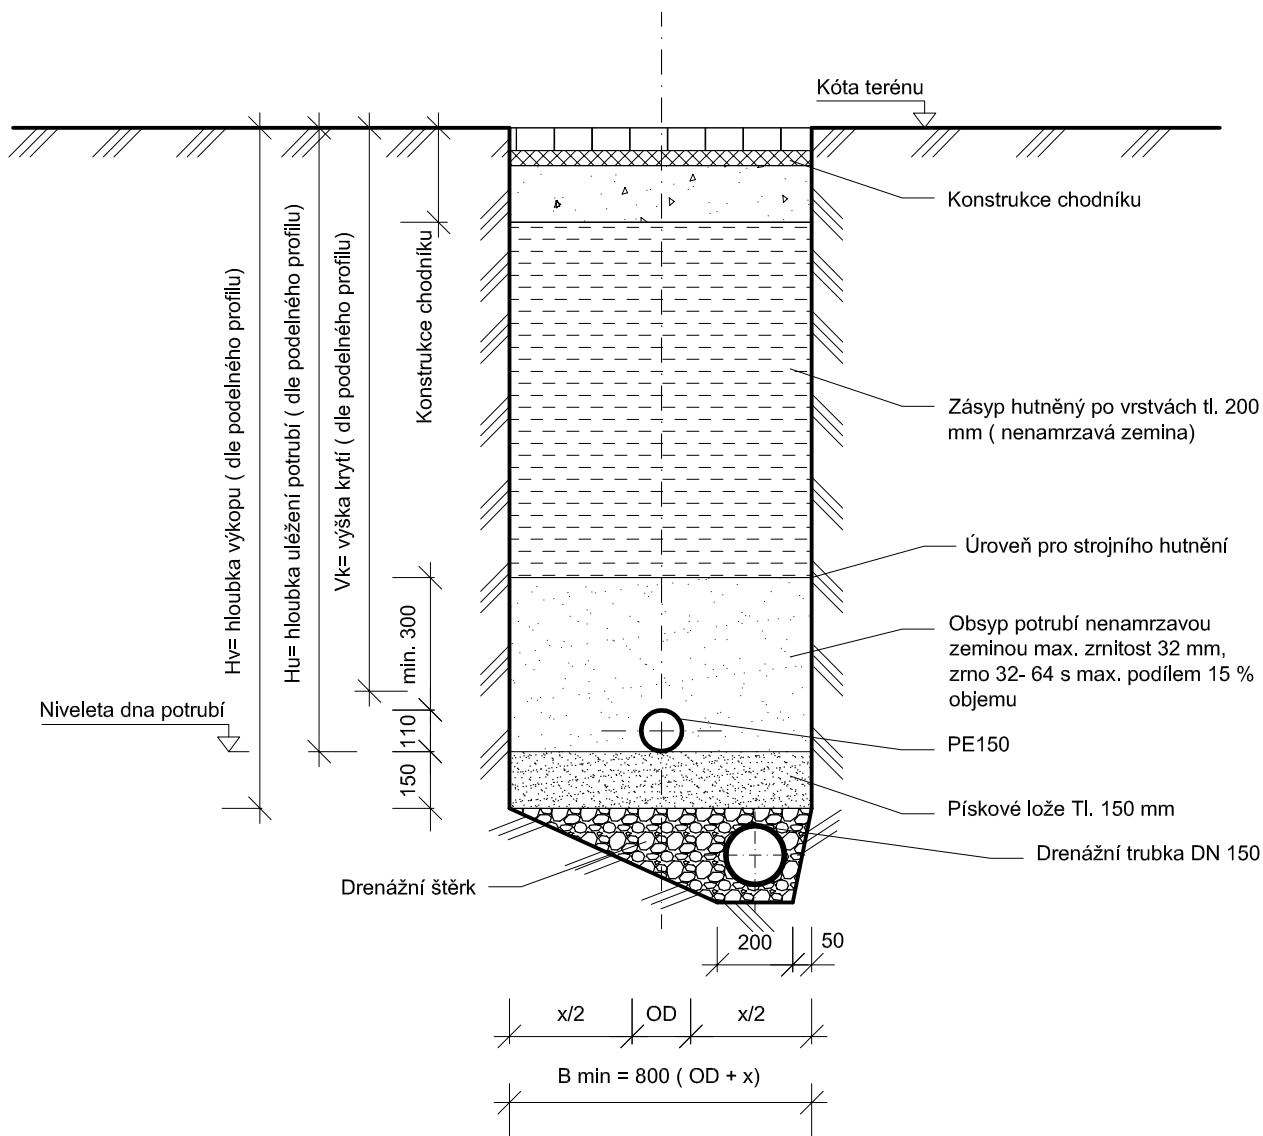 Kóta terénu
Konstrukce chodníku
Hv= hloubka výkopu ( dle podelného profilu)
Hu= hloubka uléžení potrubí ( dle podelného profilu)
Vk= výška krytí ( dle podelného profilu)
Konstrukce chodníku
Zásyp hutněný po vrstvách tl. 200
mm ( nenamrzavá zemina)
Úroveň pro strojního hutnění
min. 300
Obsyp potrubí nenamrzavou
zeminou max. zrnitost 32 mm,
zrno 32- 64 s max. podílem 15 %
objemu
Niveleta dna potrubí
110
PE150
150
Pískové lože Tl. 150 mm
Drenážní trubka DN 150
Drenážní štěrk
200
50
x/2
OD
x/2
B min = 800 ( OD + x)